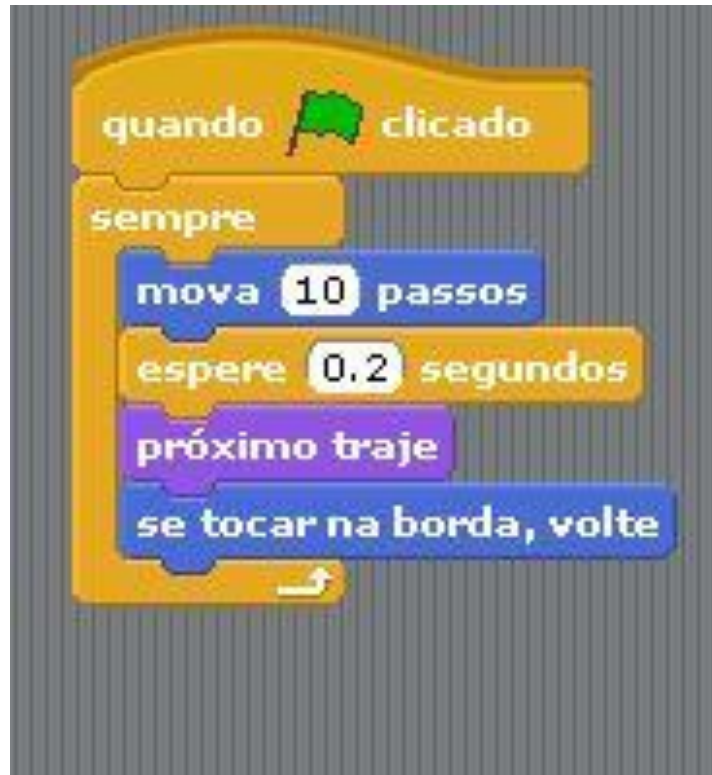 quando clicado
sempre
mova 10 passos
espere 0.2 segundos
próximo traje
se tocar na borda, volte